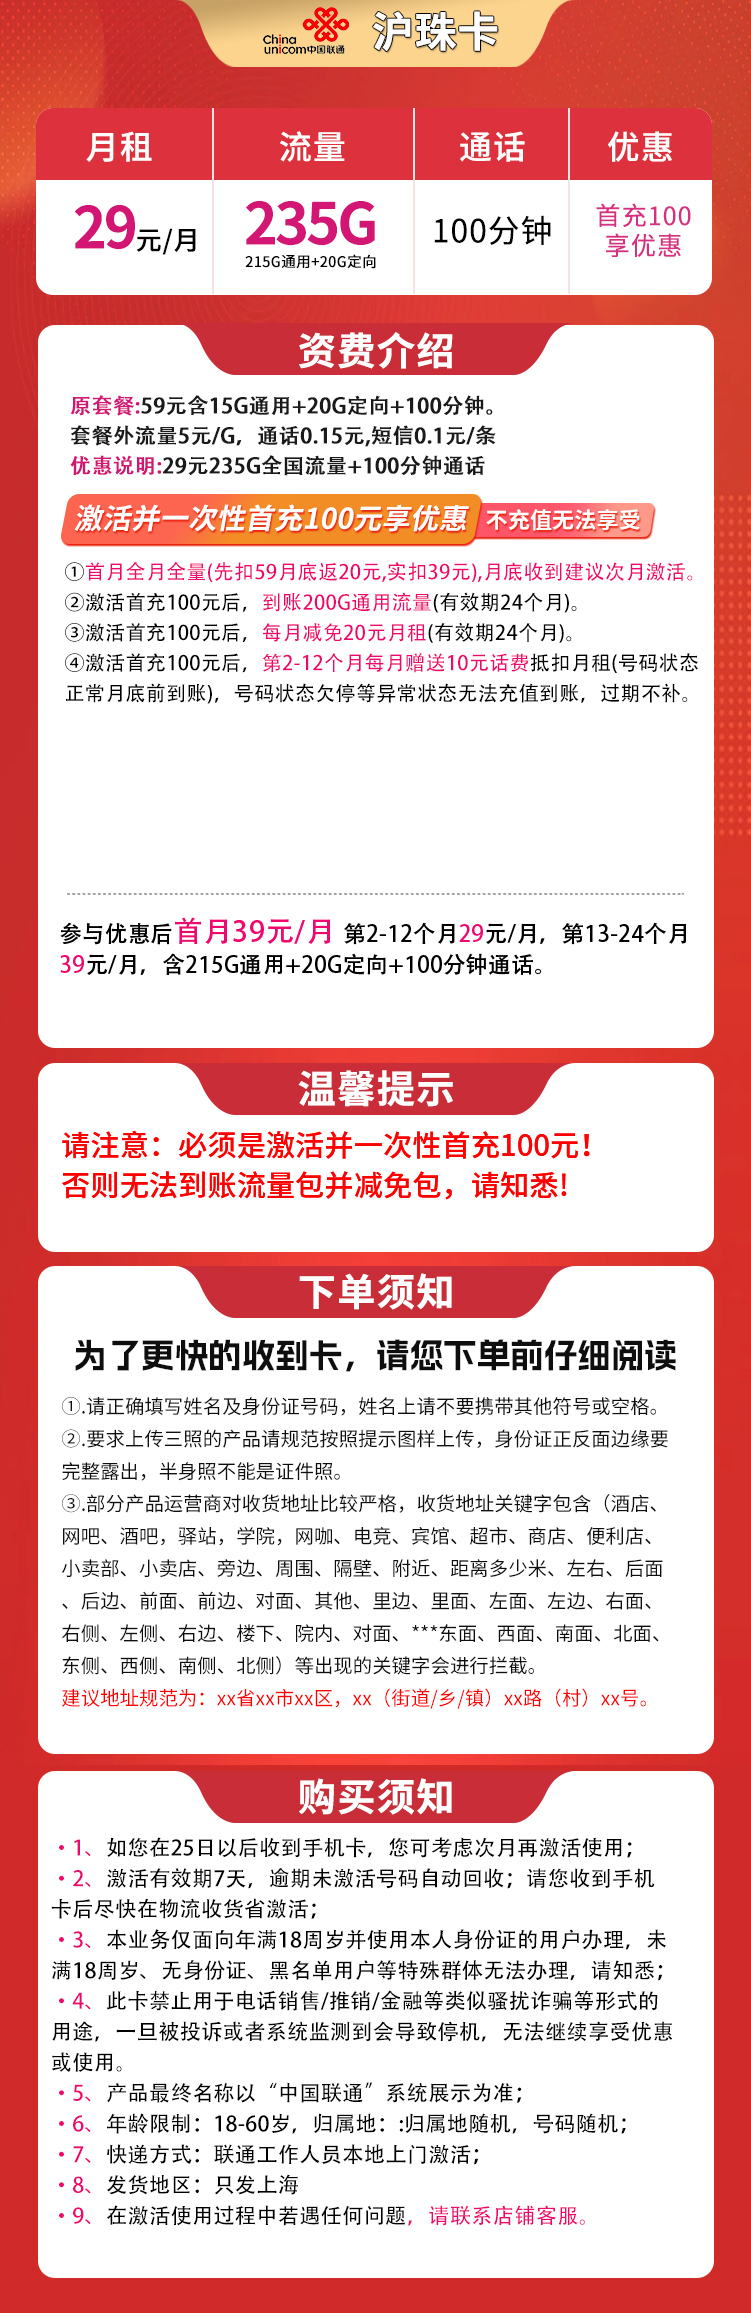 China
unicom中国联通
沪珠卡
月租
流量
通话
优惠
29元/月
235G
215G通用+20G定向
100分钟
首充100
享优惠
资费介绍
原套餐:59元含15G通用+20G定向+100分钟。
套餐外流量5元/G，通话0.15元,短信0.1元/条
优惠说明:29元235G全国流量+100分钟通话
激活并一次性首充100元享优惠 不充值无法享受
①首月全月全量(先扣59月底返20元,实扣39元),月底收到建议次月激活。
②激活首充100元后，到账200G通用流量(有效期24个月)。
③激活首充100元后，每月减免20元月租(有效期24个月)。
④激活首充100元后，第2-12个月每月赠送10元话费抵扣月租(号码状态
正常月底前到账)，号码状态欠停等异常状态无法充值到账，过期不补。
参与优惠后首月39元/月 第2-12个月29元/月，第13-24个月
39元/月，含215G通用+20G定向+100分钟通话。
温馨提示
请注意：必须是激活并一次性首充100元！
否则无法到账流量包并减免包，请知悉!
下单须知
为了更快的收到卡，请您下单前仔细阅读
①.请正确填写姓名及身份证号码，姓名上请不要携带其他符号或空格。
②.要求上传三照的产品请规范按照提示图样上传，身份证正反面边缘要
完整露出，半身照不能是证件照。
③.部分产品运营商对收货地址比较严格，收货地址关键字包含（酒店、
网吧、酒吧，驿站，学院，网咖、电竞、宾馆、超市、商店、便利店、
小卖部、小卖店、旁边、周围、隔壁、附近、距离多少米、左右、后面
、后边、前面、前边、对面、其他、里边、里面、左面、左边、右面、
右侧、左侧、右边、楼下、院内、对面、***东面、西面、南面、北面、
东侧、西侧、南侧、北侧）等出现的关键字会进行拦截。
建议地址规范为：xx省xx市xx区，xx（街道/乡/镇）xx路（村）xx号。
购买须知
·1、如您在25日以后收到手机卡，您可考虑次月再激活使用；
·2、激活有效期7天，逾期未激活号码自动回收；请您收到手机
卡后尽快在物流收货省激活；
·3、本业务仅面向年满18周岁并使用本人身份证的用户办理，未
满18周岁、无身份证、黑名单用户等特殊群体无法办理，请知悉；
·4、此卡禁止用于电话销售/推销/金融等类似骚扰诈骗等形式的
用途，一旦被投诉或者系统监测到会导致停机，无法继续享受优惠
或使用。
·5、产品最终名称以“中国联通”系统展示为准；
·6、年龄限制：18-60岁，归属地：:归属地随机，号码随机；
·7、快递方式：联通工作人员本地上门激活；
·8、发货地区：只发上海
·9、在激活使用过程中若遇任何问题，请联系店铺客服。